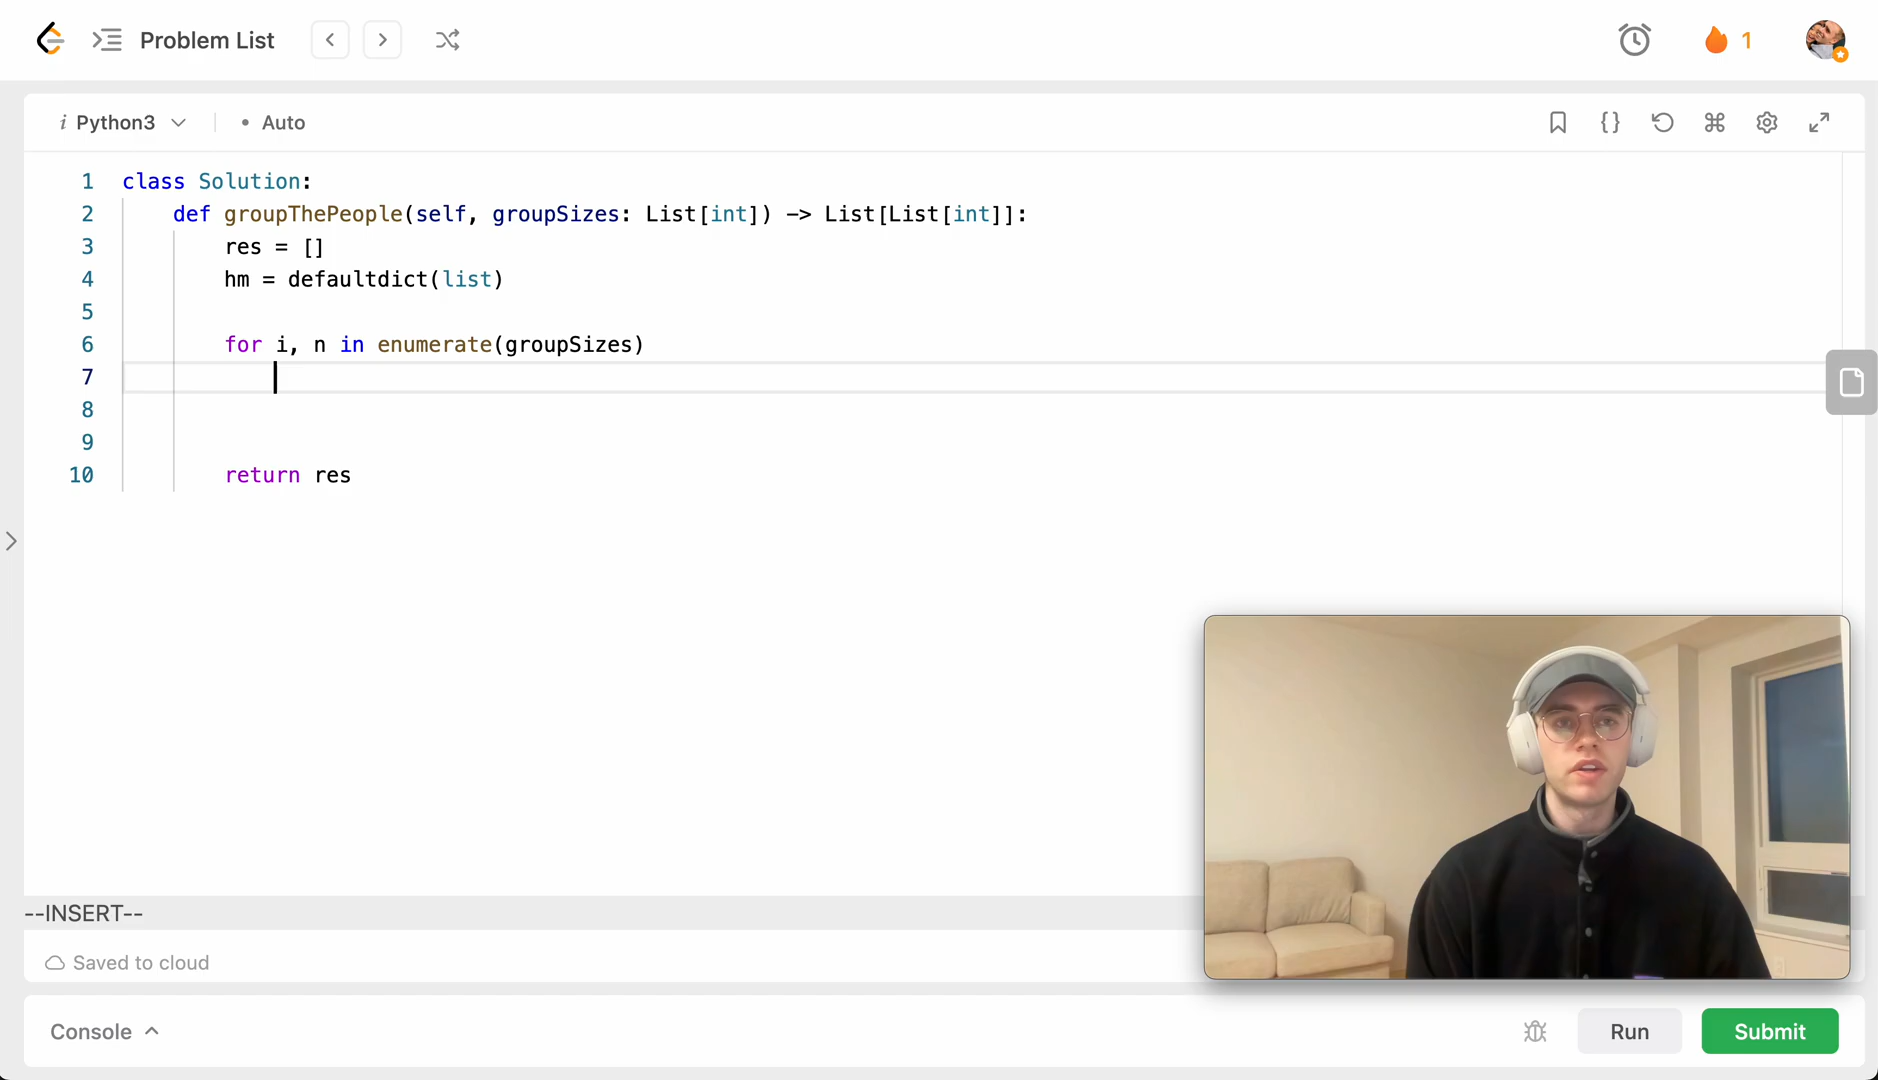 Problem List
1
i Python3
• Auto
1 class Solution:
2 def groupThePeople(self, groupSizes: List[int]) -> List[List[int]]:
3 res = []
4 hm = defaultdict(list)
5
6 for i, n in enumerate(groupSizes)
7
8
9
10 return res
--INSERT--
Saved to cloud
Console
Run
Submit